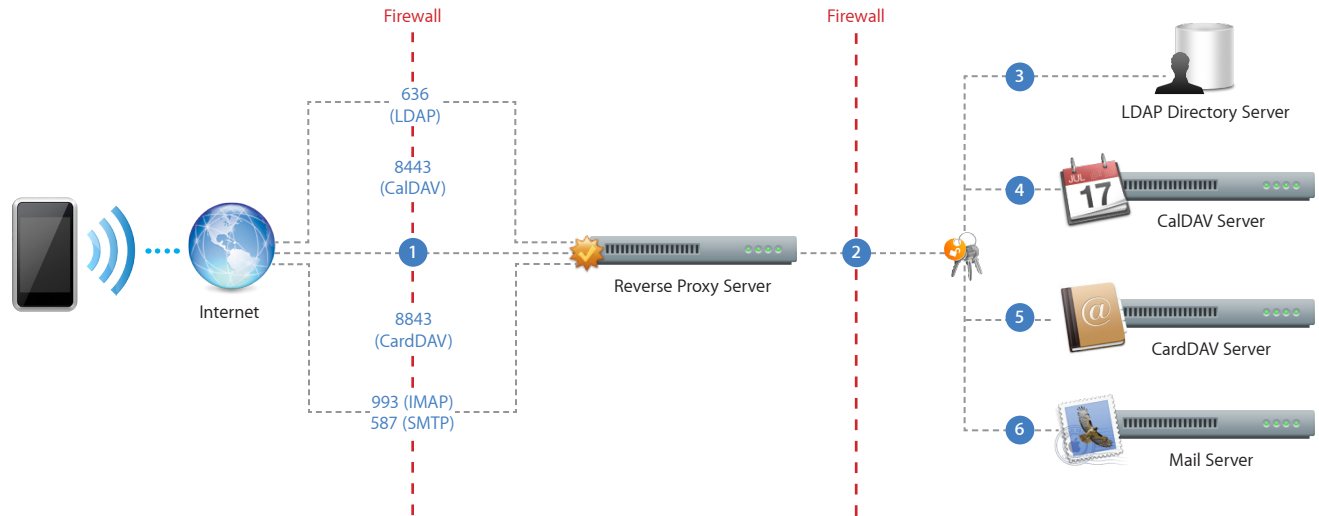 Firewall
Firewall
636
(LDAP)
3
LDAP Directory Server
8443
(CalDAV)
JUL
17
4
CalDAV Server
1
2
Reverse Proxy Server
Internet
8843
(CardDAV)
@
5
CardDAV Server
993 (IMAP)
587 (SMTP)
6
Mail Server